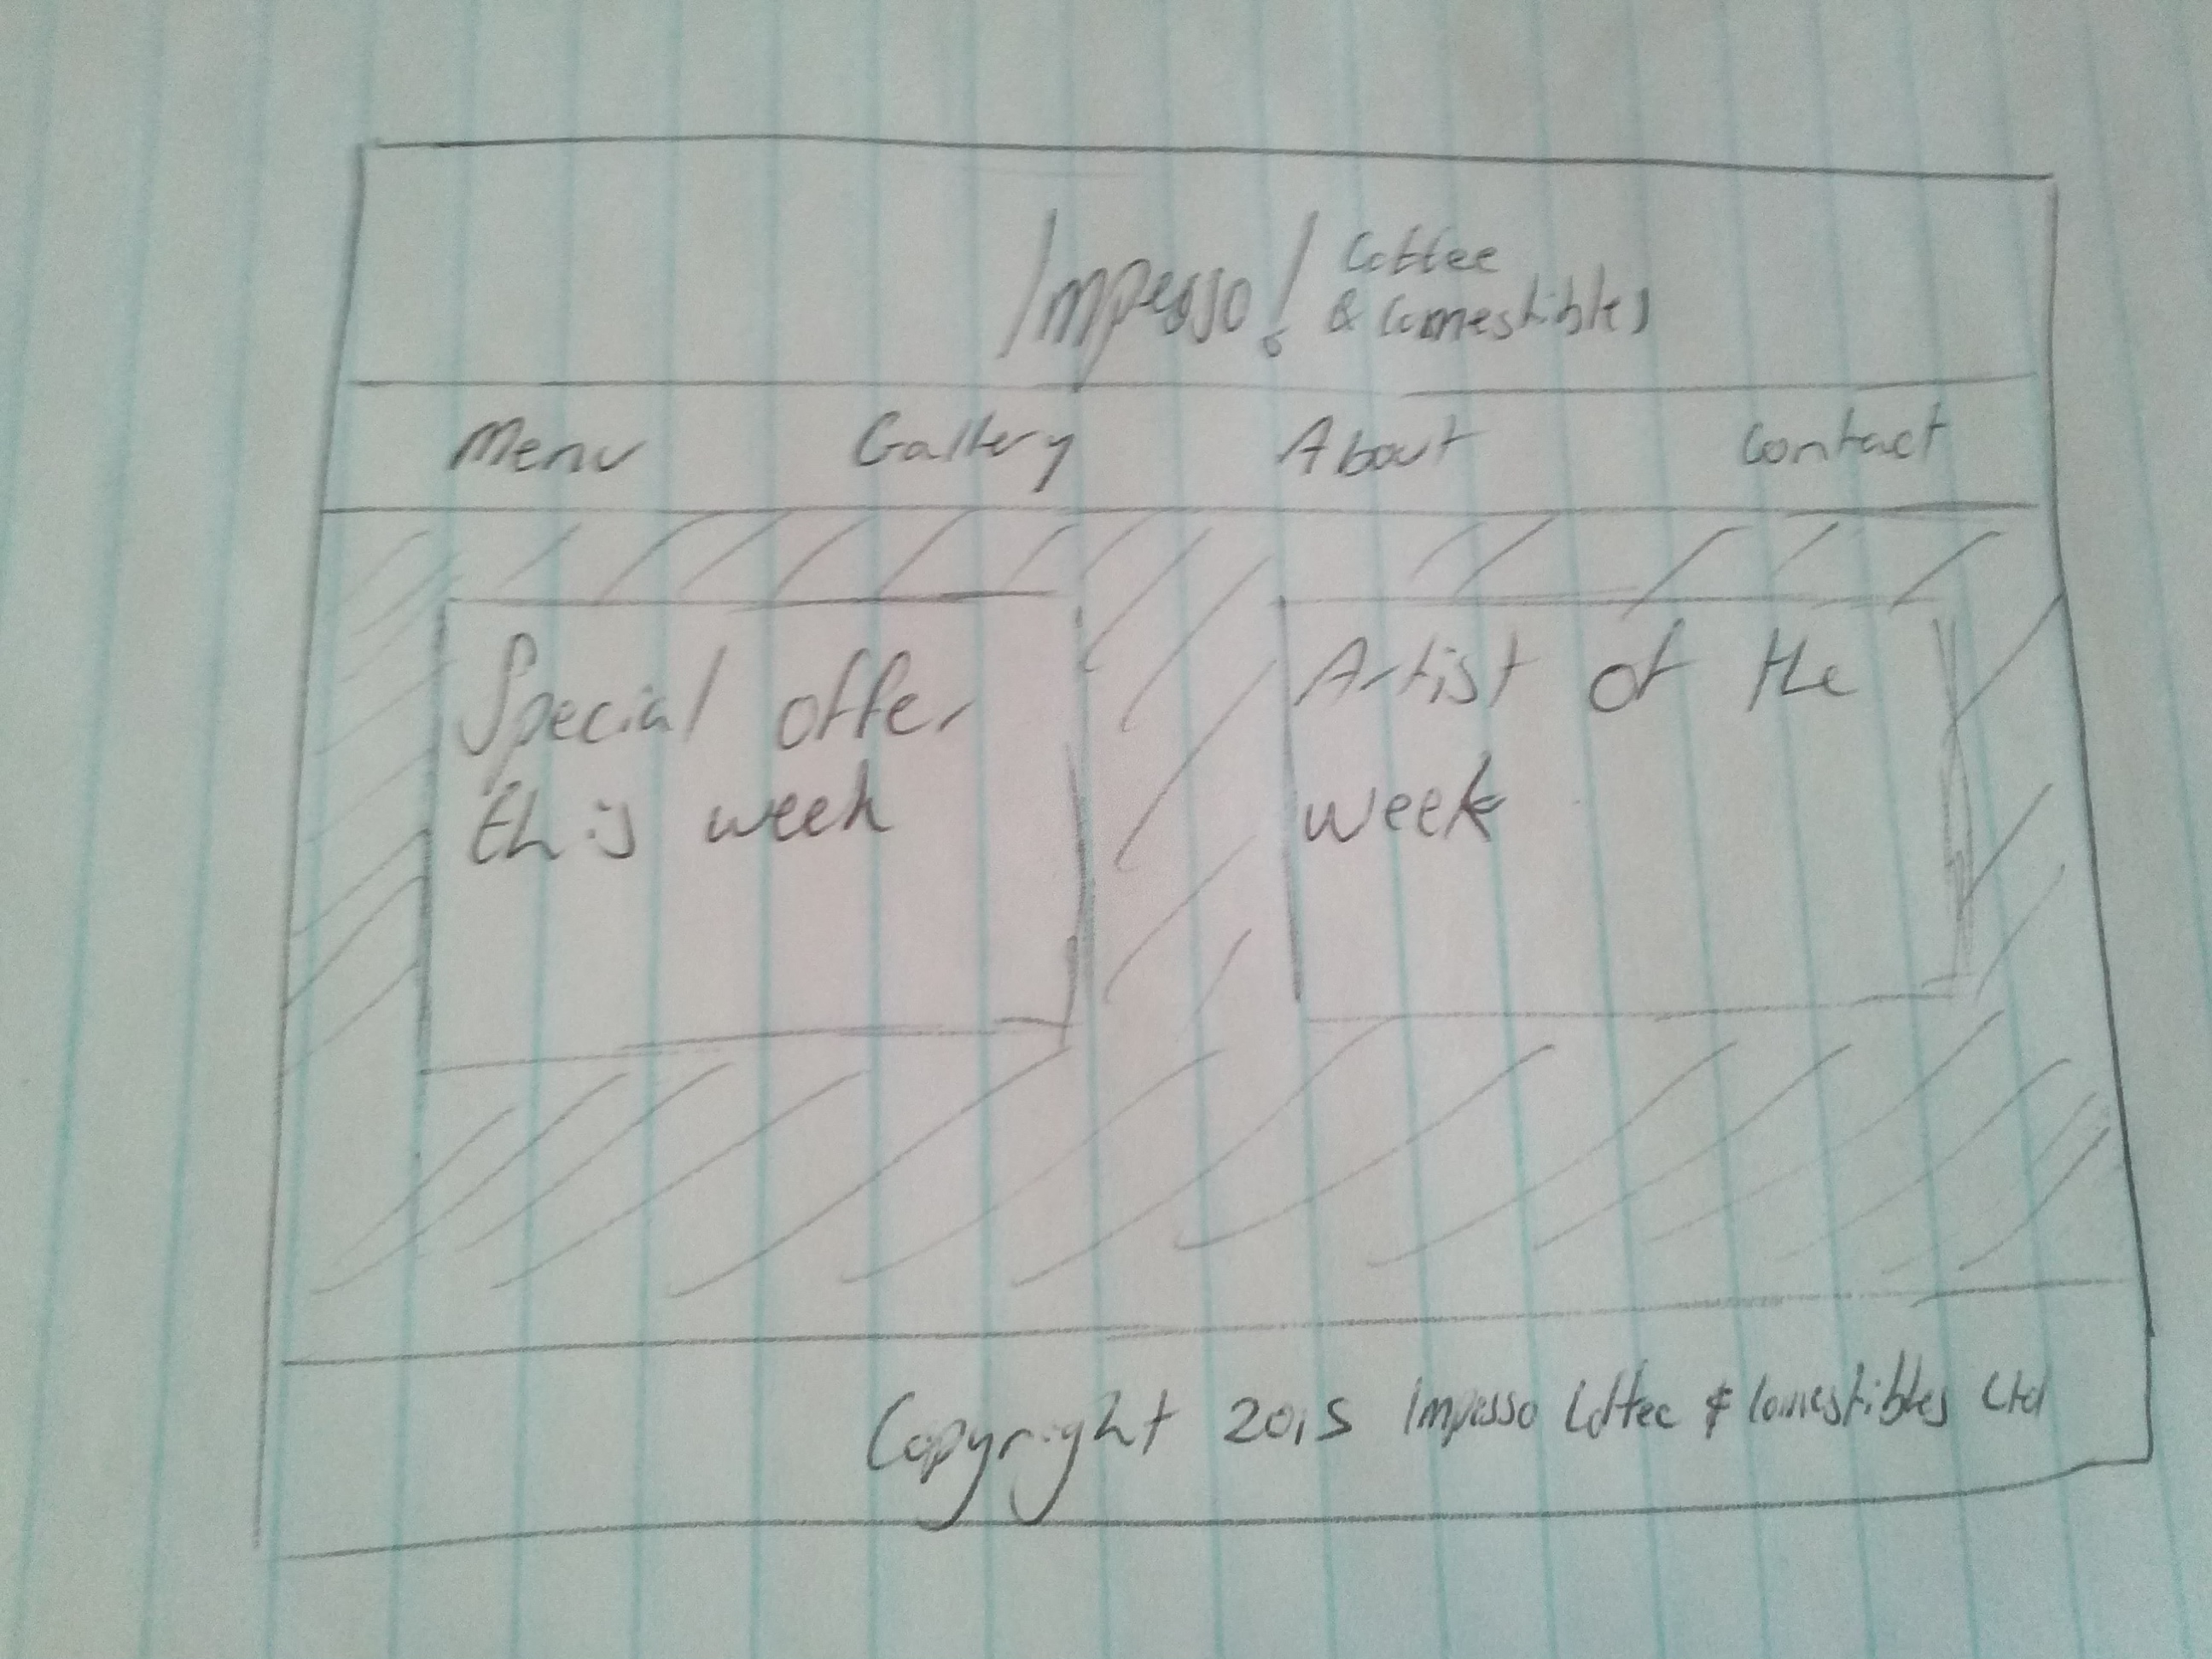 Impesso! Coffee
& Comestibles
Menu Gallery About Contact
Special offer
this week
Artist of the
week
Copyright 2015 Impesso Coffee & Comestibles Ltd